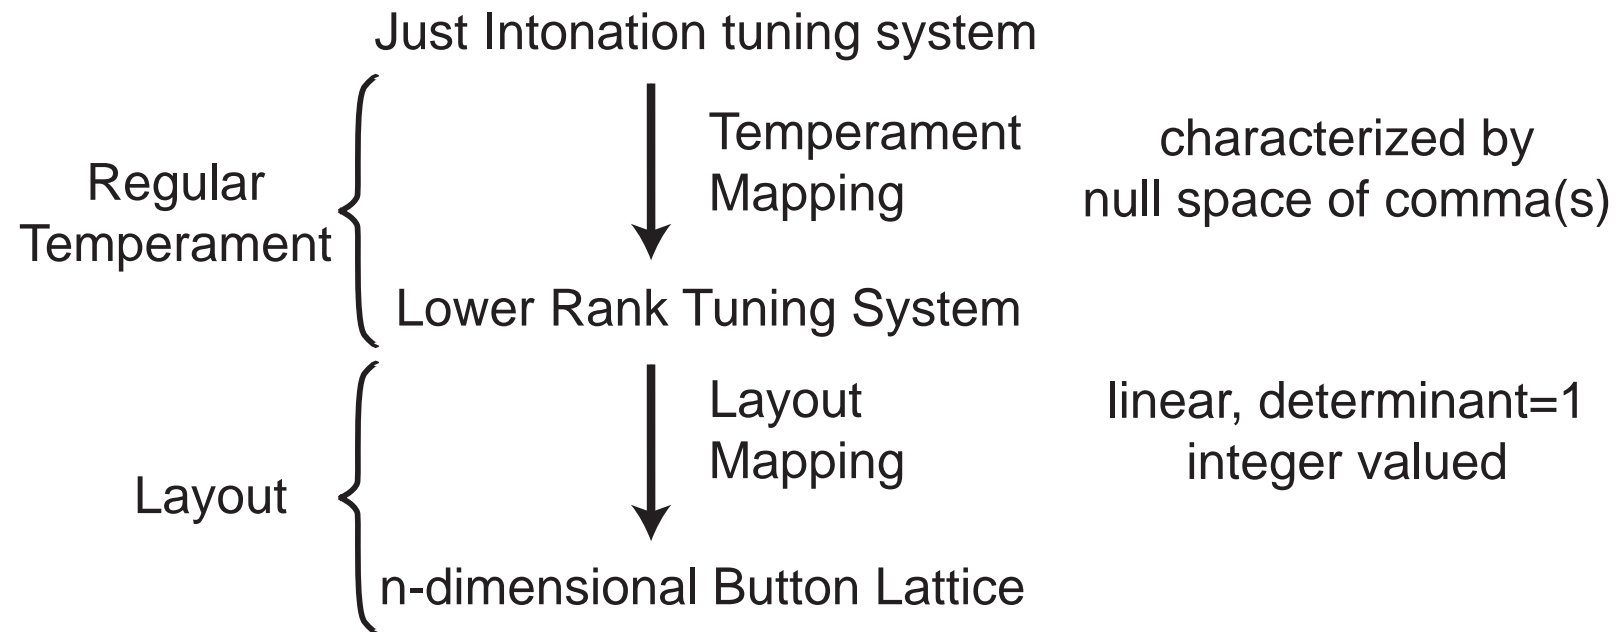 Just Intonation tuning system
Temperament
Mapping
characterized by
null space of comma(s)
Regular
Temperament
Lower Rank Tuning System
Layout
Mapping
linear, determinant=1
integer valued
Layout
n-dimensional Button Lattice